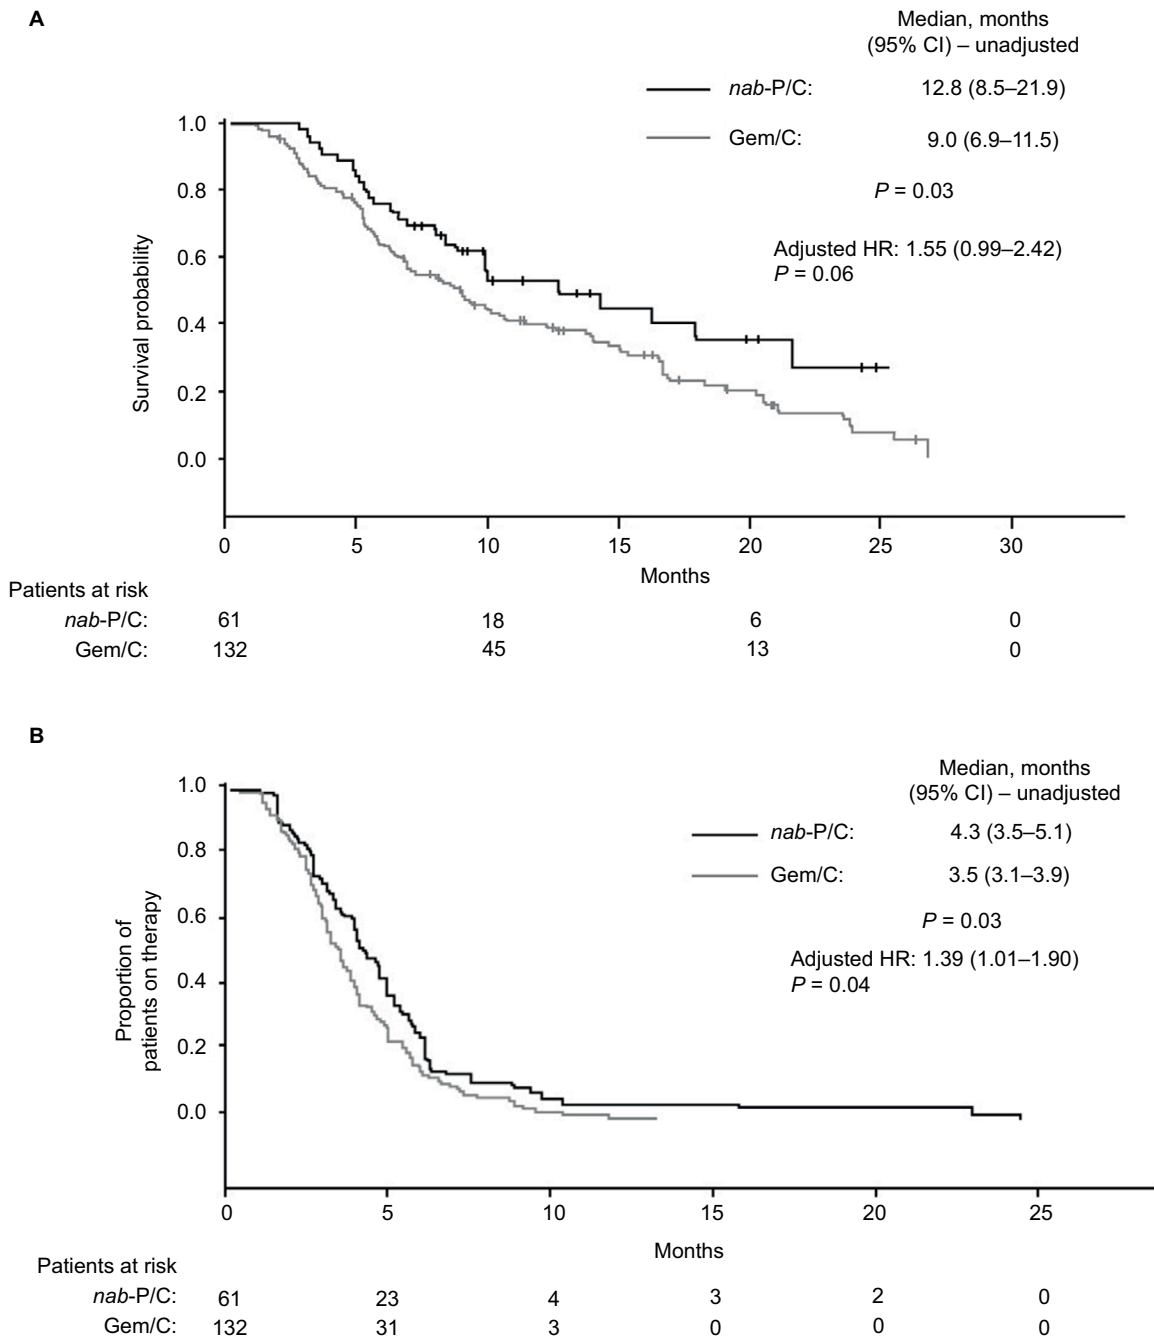 A
Median, months
(95% CI) – unadjusted
nab-P/C: 12.8 (8.5–21.9)
Gem/C: 9.0 (6.9–11.5)
P = 0.03
Adjusted HR: 1.55 (0.99–2.42)
P = 0.06
Survival probability
1.0
0.8
0.6
0.4
0.2
0.0
0 5 10 15 20 25 30
Months
Patients at risk
nab-P/C: 61 18 6 0
Gem/C: 132 45 13 0
B
Median, months
(95% CI) – unadjusted
nab-P/C: 4.3 (3.5–5.1)
Gem/C: 3.5 (3.1–3.9)
P = 0.03
Adjusted HR: 1.39 (1.01–1.90)
P = 0.04
Proportion of
patients on therapy
1.0
0.8
0.6
0.4
0.2
0.0
0 5 10 15 20 25
Months
Patients at risk
nab-P/C: 61 23 4 3 2 0
Gem/C: 132 31 3 0 0 0